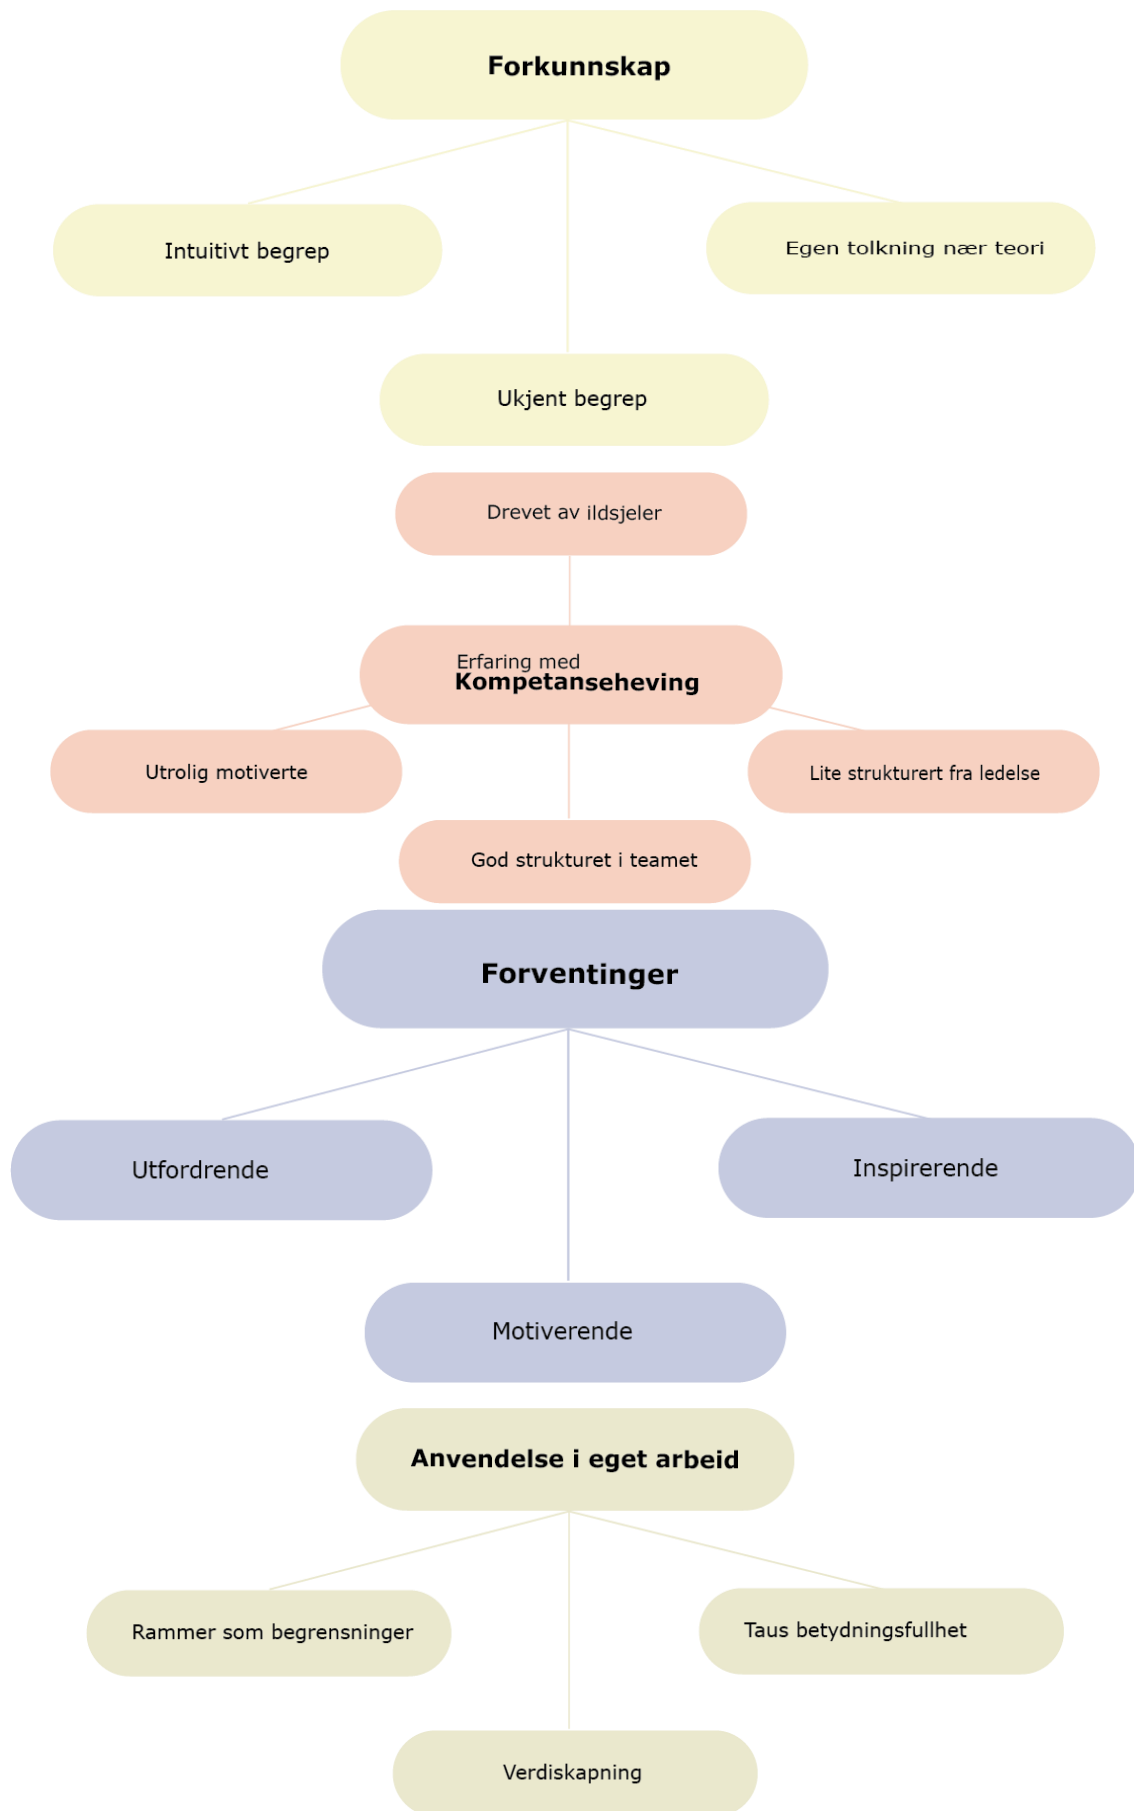 Forkunnskap
Intuitivt begrep
Egen tolkning nær teori
Ukjent begrep
Drevet av ildsjeler
Erfaring med
Kompetanseheving
Utrolig motiverte
Lite strukturert fra ledelse
God strukturet i teamet
Forventinger
Utfordrende
Inspirerende
Motiverende
Anvendelse i eget arbeid
Rammer som begrensninger
Taus betydningsfullhet
Verdiskapning